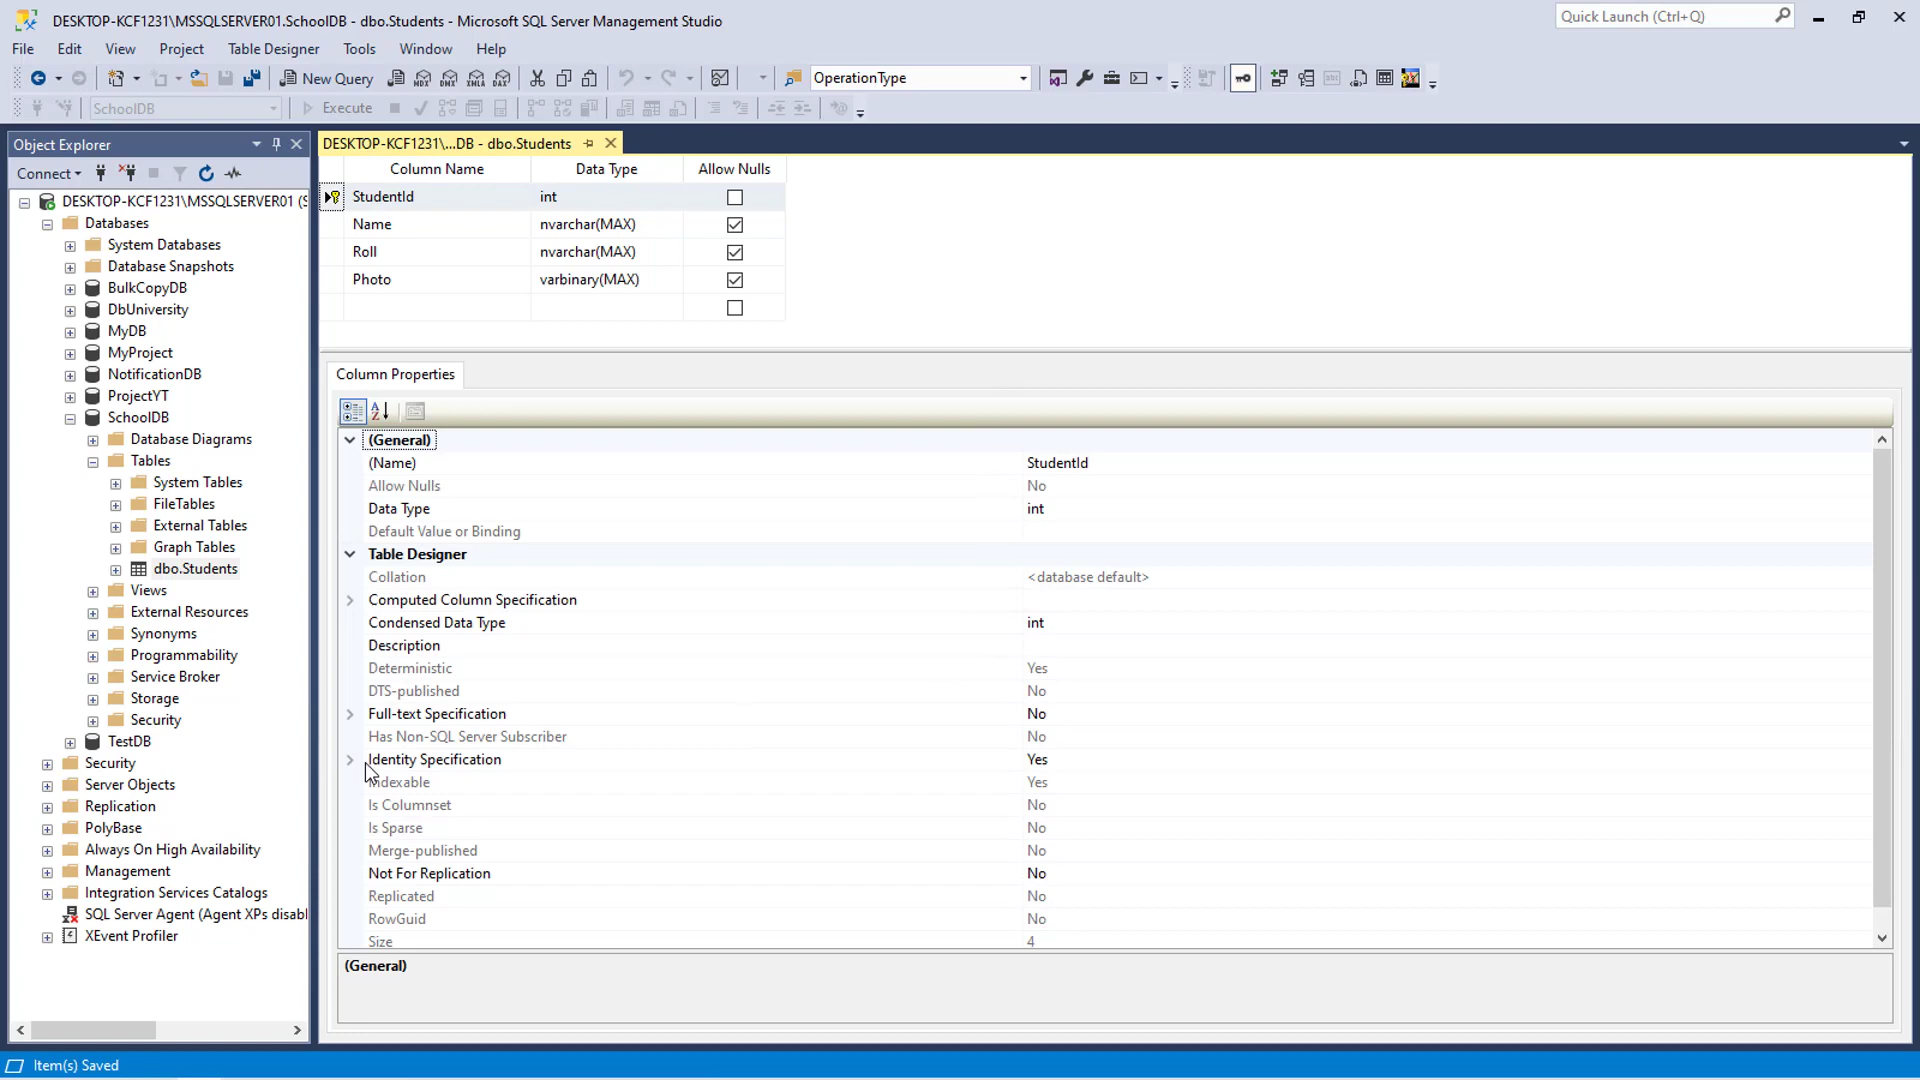 DESKTOP-KCF1231\MSSQLSERVER01.SchoolDB - dbo.Students - Microsoft SQL Server Management Studio
Quick Launch (Ctrl+Q)
File Edit View Project Table Designer Tools Window Help
New Query MDX DMX XMLA DAX OperationType
SchoolDB Execute
Object Explorer
Connect
DESKTOP-KCF1231\MSSQLSERVER01 (S
Databases
System Databases
Database Snapshots
BulkCopyDB
DbUniversity
MyDB
MyProject
NotificationDB
ProjectYT
SchoolDB
Database Diagrams
Tables
System Tables
FileTables
External Tables
Graph Tables
dbo.Students
Views
External Resources
Synonyms
Programmability
Service Broker
Storage
Security
TestDB
Security
Server Objects
Replication
PolyBase
Always On High Availability
Management
Integration Services Catalogs
SQL Server Agent (Agent XPs disabl
XEvent Profiler
DESKTOP-KCF1231\...DB - dbo.Students
Column Name Data Type Allow Nulls
StudentId int
Name nvarchar(MAX)
Roll nvarchar(MAX)
Photo varbinary(MAX)
Column Properties
(General)
(Name) StudentId
Allow Nulls No
Data Type int
Default Value or Binding
Table Designer
Collation <database default>
Computed Column Specification
Condensed Data Type int
Description
Deterministic Yes
DTS-published No
Full-text Specification No
Has Non-SQL Server Subscriber No
Identity Specification Yes
Indexable Yes
Is Columnset No
Is Sparse No
Merge-published No
Not For Replication No
Replicated No
RowGuid No
Size 4
(General)
Item(s) Saved